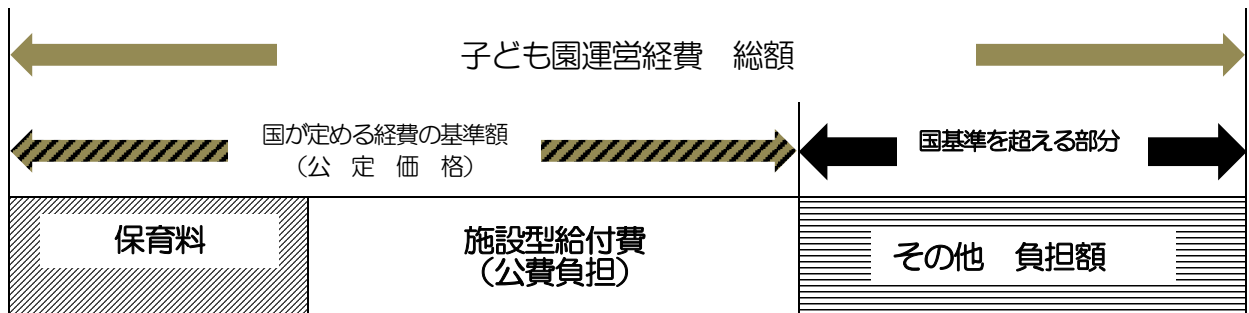 子ども園運営経費　総額
国が定める経費の基準額
（公　定　価　格）
国基準を超える部分
保育料
施設型給付費
（公費負担）
その他　負担額